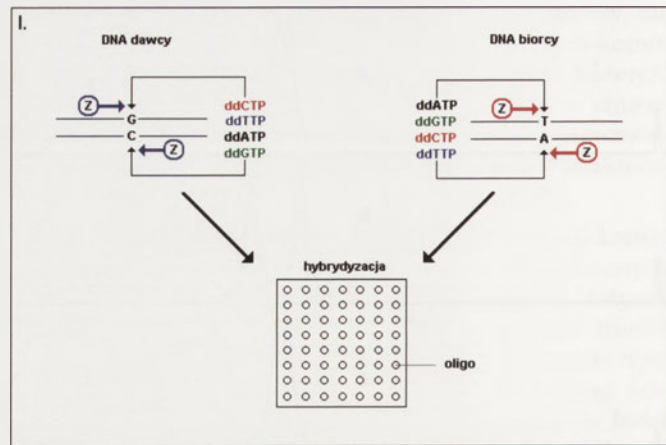 I.
DNA dawcy
Z
G
C
Z
ddCTP
ddTTP
ddATP
ddGTP
DNA biorcy
ddATP
ddGTP
ddCTP
ddTTP
Z
T
A
Z
hybrydyzacja
oligo